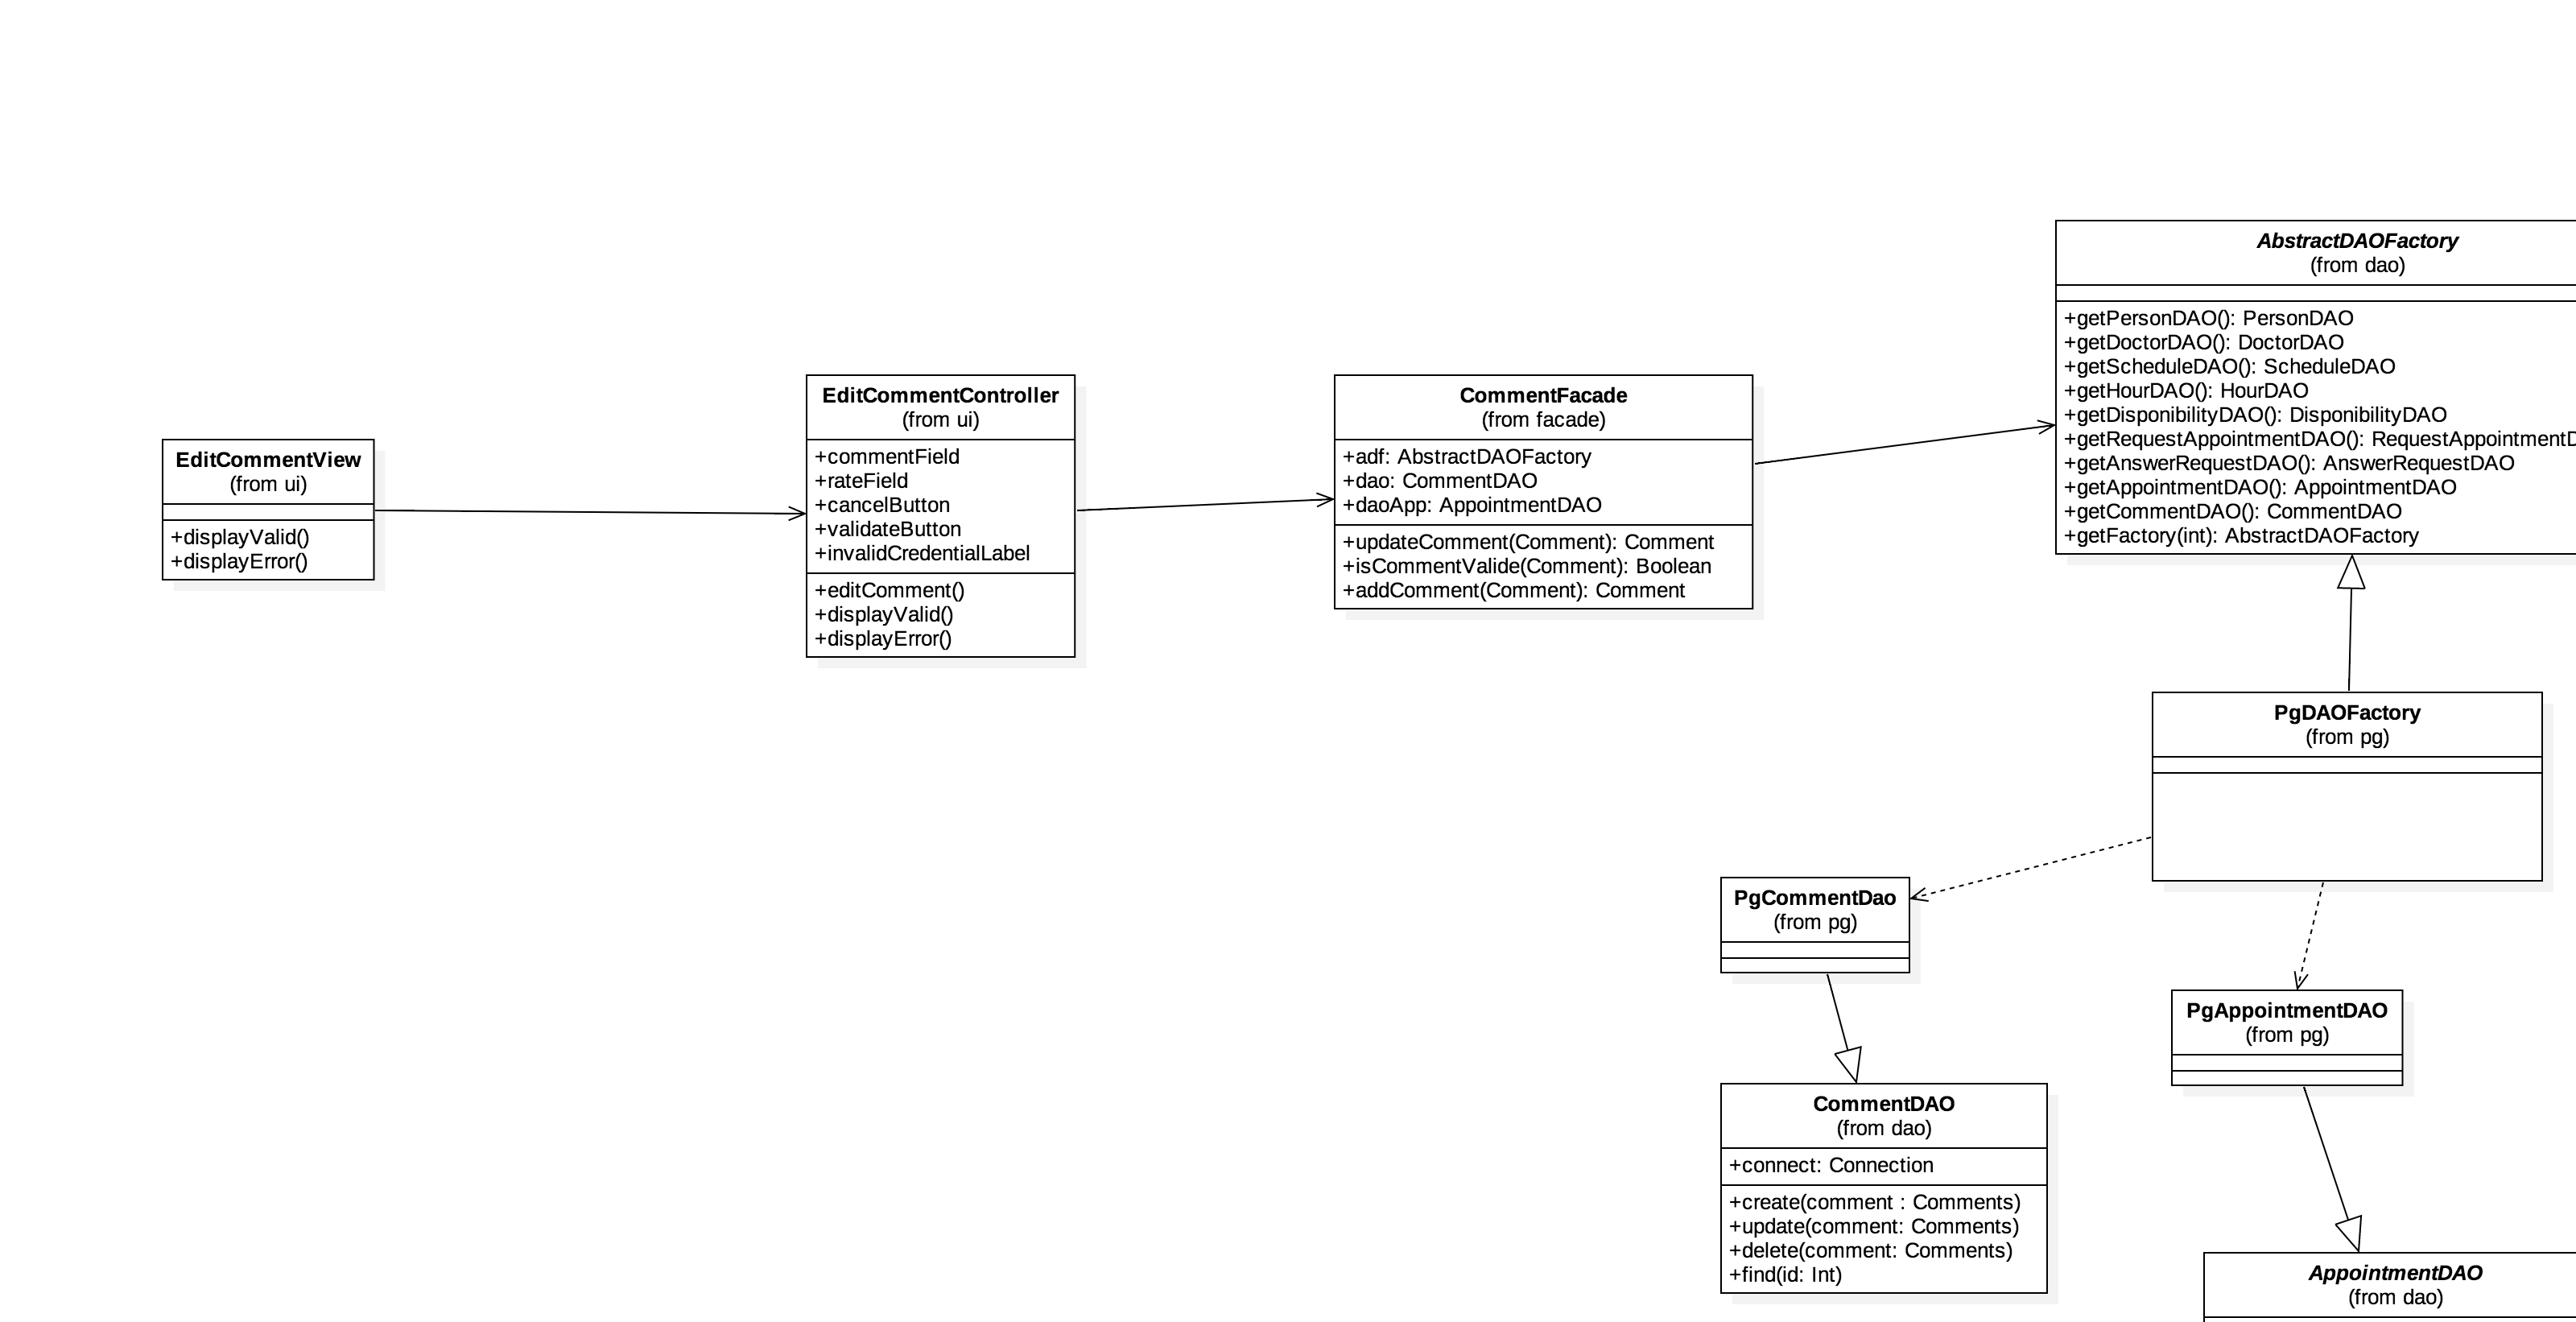 EditCommentView
(from ui)
+displayValid()
+displayError()
EditCommentController
(from ui)
+commentField
+rateField
+cancelButton
+validateButton
+invalidCredentialLabel
+editComment()
+displayValid()
+displayError()
CommentFacade
(from facade)
+adf: AbstractDAOFactory
+dao: CommentDAO
+daoApp: AppointmentDAO
+updateComment(Comment): Comment
+isCommentValide(Comment): Boolean
+addComment(Comment): Comment
AbstractDAOFactory
(from dao)
+getPersonDAO(): PersonDAO
+getDoctorDAO(): DoctorDAO
+getScheduleDAO(): ScheduleDAO
+getHourDAO(): HourDAO
+getDisponibilityDAO(): DisponibilityDAO
+getRequestAppointmentDAO(): RequestAppointmentD
+getAnswerRequestDAO(): AnswerRequestDAO
+getAppointmentDAO(): AppointmentDAO
+getCommentDAO(): CommentDAO
+getFactory(int): AbstractDAOFactory
PgDAOFactory
(from pg)
PgCommentDao
(from pg)
PgAppointmentDAO
(from pg)
CommentDAO
(from dao)
+connect: Connection
+create(comment : Comments)
+update(comment: Comments)
+delete(comment: Comments)
+find(id: Int)
AppointmentDAO
(from dao)